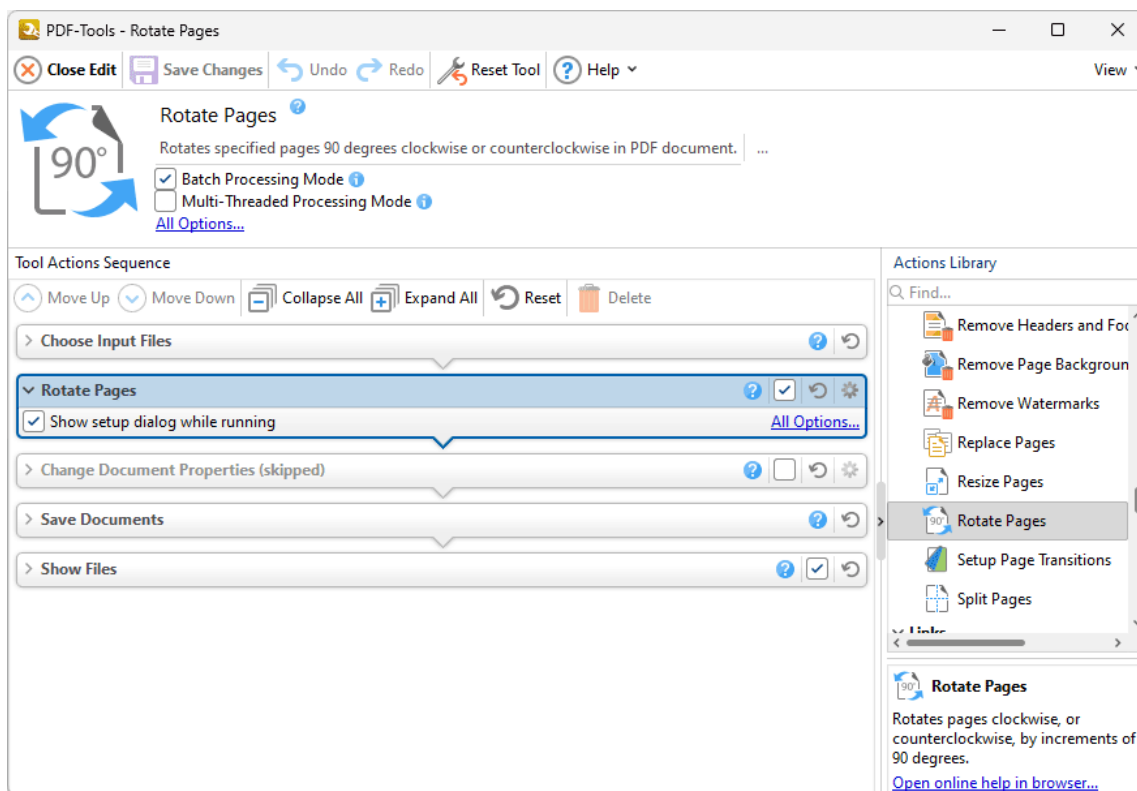 PDF-Tools - Rotate Pages
Close Edit Save Changes Undo Redo Reset Tool ? Help View
90°
Rotate Pages ?
Rotates specified pages 90 degrees clockwise or counterclockwise in PDF document. ...
Batch Processing Mode i
Multi-Threaded Processing Mode i
All Options...
Tool Actions Sequence
Move Up Move Down Collapse All Expand All Reset Delete
Choose Input Files ?
Rotate Pages ?
Show setup dialog while running All Options...
Change Document Properties (skipped) ?
Save Documents ?
Show Files ?
Actions Library
Find...
Remove Headers and Foo
Remove Page Backgroun
Remove Watermarks
Replace Pages
Resize Pages
90° Rotate Pages
Setup Page Transitions
Split Pages
Links
90° Rotate Pages
Rotates pages clockwise, or
counterclockwise, by increments of
90 degrees.
Open online help in browser...